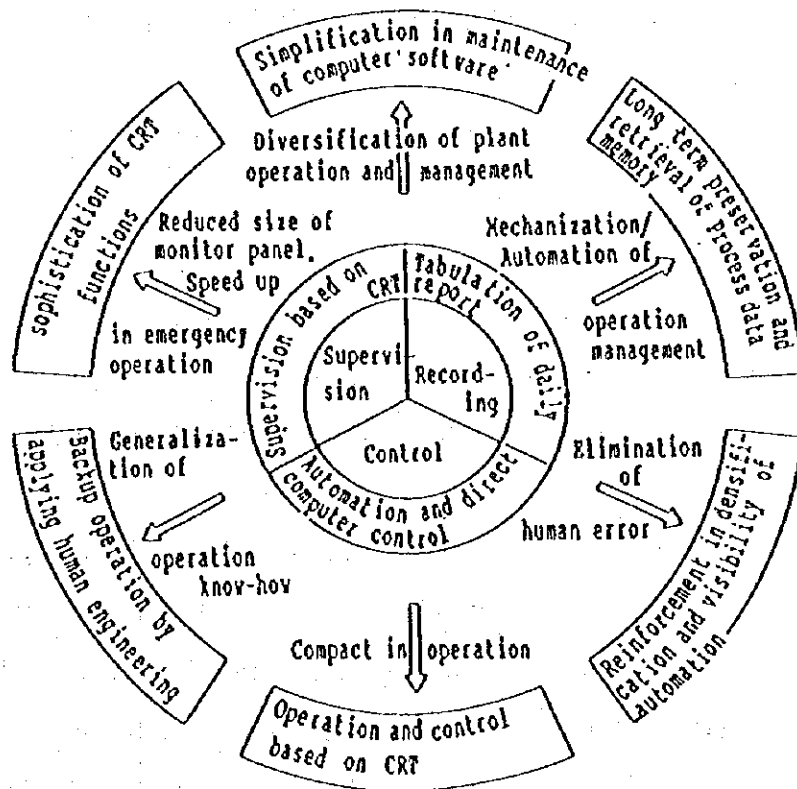 Simplification in maintenance
of computer software
Long term preservation and
retrieval of Process data
memory
sophistication of CRT
functions
Diversification of plant
operation and management
Reduced size of
monitor panel.
Speed up
in emergency
operation
Mechanization/
Automation of
operation
management
Supervision based on
CRT
Tabulation of daily
report
Supervi-
sion
Record-
ing
Control
Automation and direct
computer control
Generaliza-
tion of
operation
know-how
Elimination of
human error
Backup operation by
applying human engineering
Reinforcement in densifi-
cation and visibility of
automation
Compact in operation
Operation and control
based on CRT